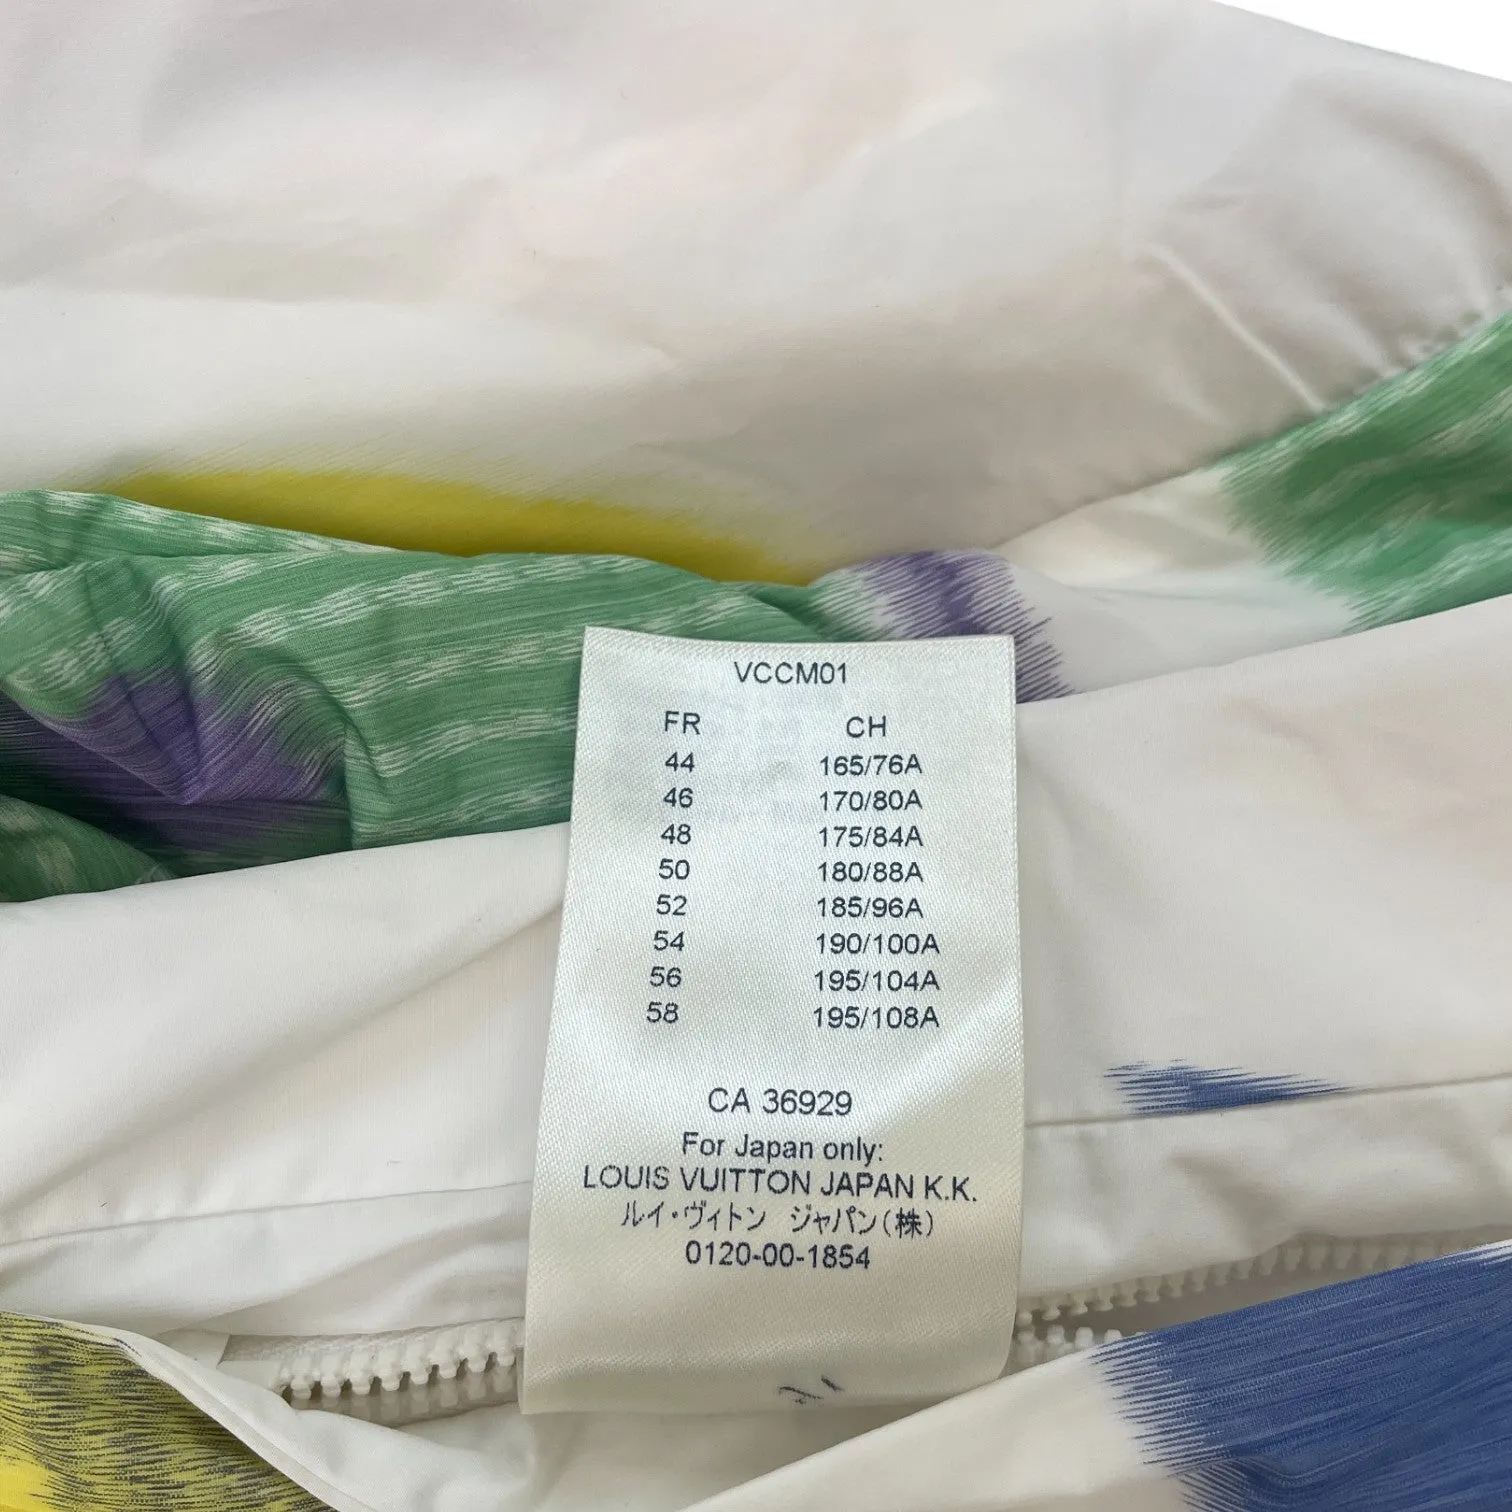 VCCM01
FR CH
44 165/76A
46 170/80A
48 175/84A
50 180/88A
52 185/96A
54 190/100A
56 195/104A
58 195/108A
CA 36929
For Japan only:
LOUIS VUITTON JAPAN K.K.
ルイ・ヴィトン ジャパン(株)
0120-00-1854